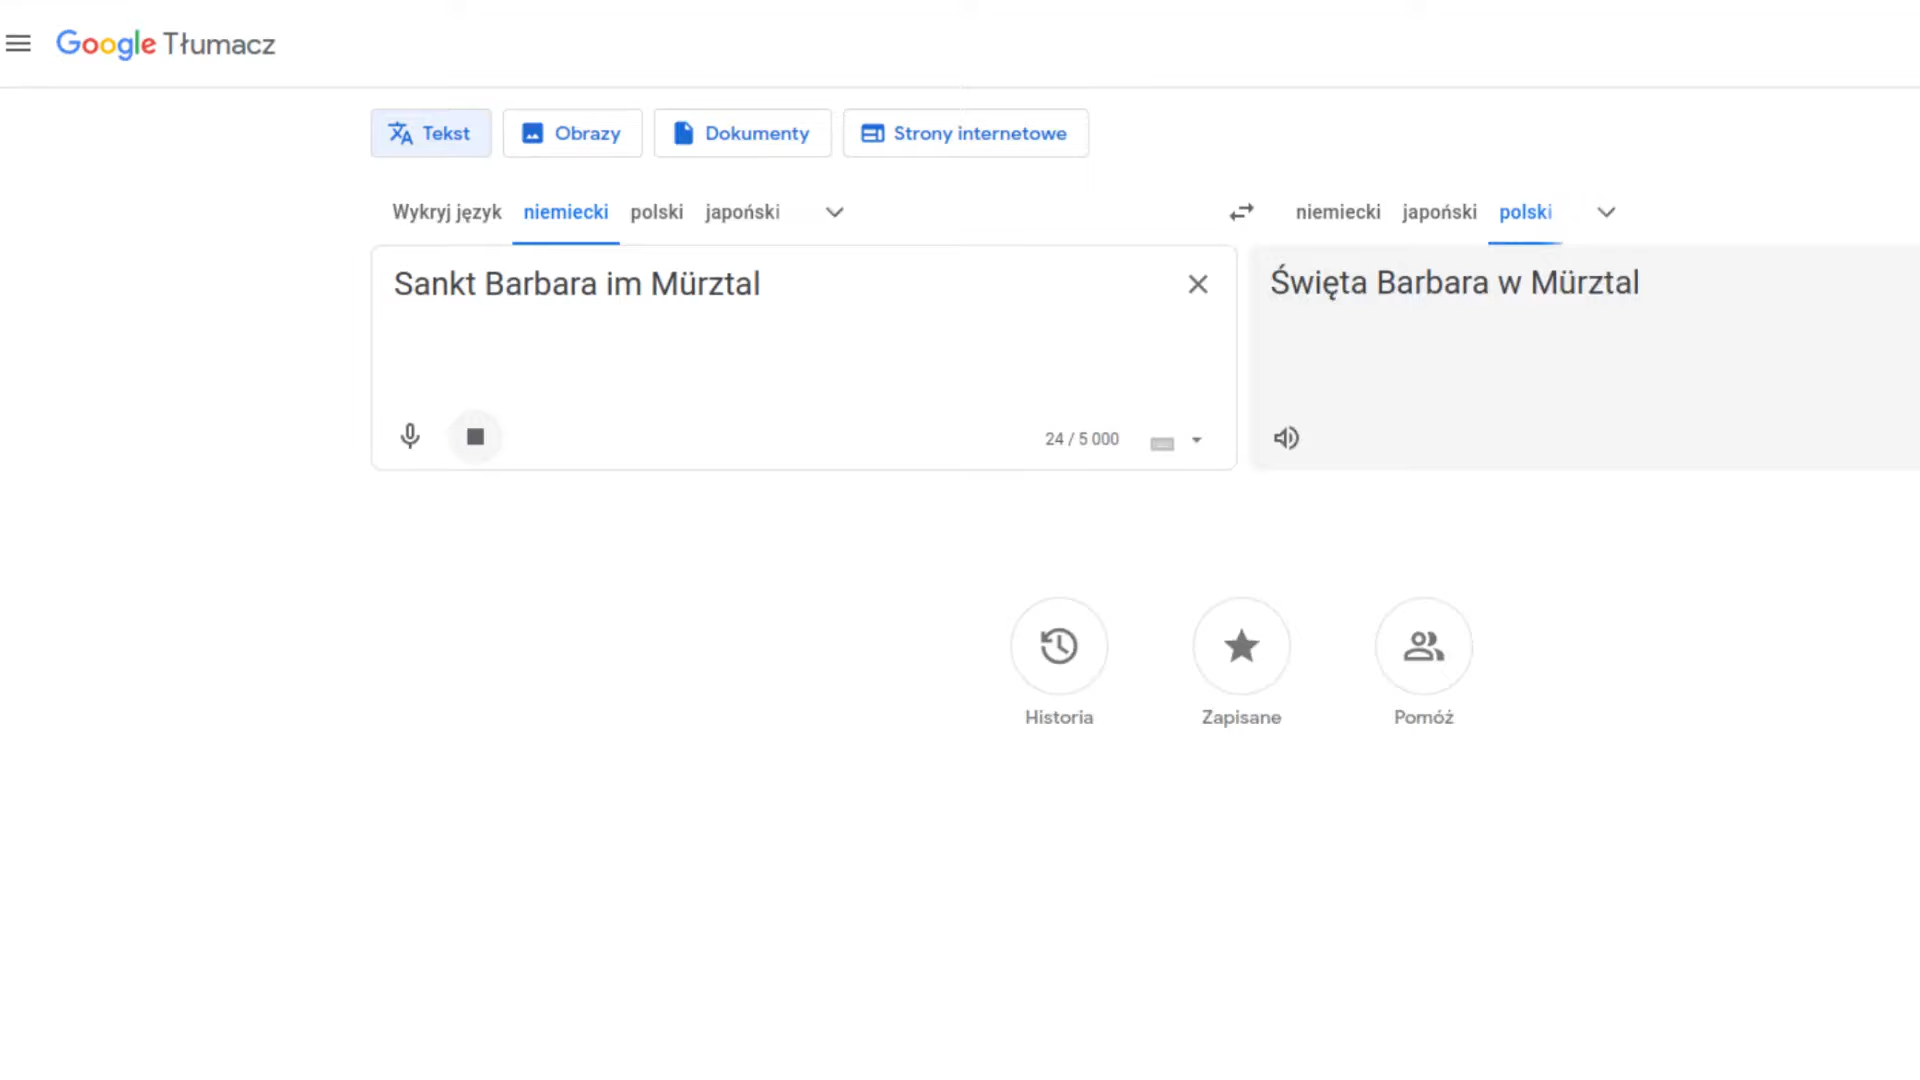 Google Tłumacz
Tekst
Obrazy
Dokumenty
Strony internetowe
Wykryj język
niemiecki
polski
japoński
niemiecki
japoński
polski
Sankt Barbara im Mürztal
Święta Barbara w Mürztal
24 / 5 000
Historia
Zapisane
Pomóż